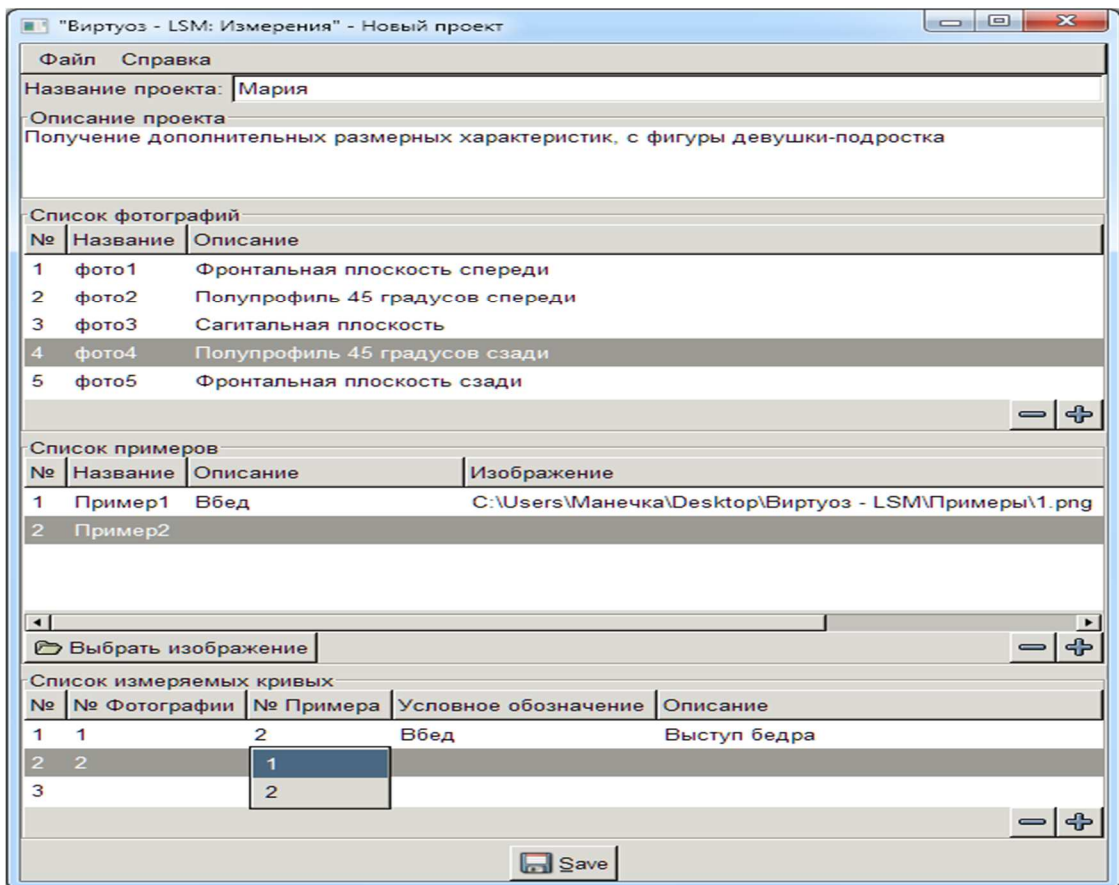 "Виртуоз - LSM: Измерения" - Новый проект
Файл Справка
Название проекта: Мария
Описание проекта
Получение дополнительных размерных характеристик, с фигуры девушки-подростка
Список фотографий
№ Название Описание
1 фото1 Фронтальная плоскость спереди
2 фото2 Полупрофиль 45 градусов спереди
3 фото3 Сагитальная плоскость
4 фото4 Полупрофиль 45 градусов сзади
5 фото5 Фронтальная плоскость сзади
Список примеров
№ Название Описание Изображение
1 Пример1 Вбед C:\Users\Манечка\Desktop\Виртуоз - LSM\Примеры\1.png
2 Пример2
Выбрать изображение
Список измеряемых кривых
№ № Фотографии № Примера Условное обозначение Описание
1 1 2 Вбед Выступ бедра
2 2 1
3 2
Save